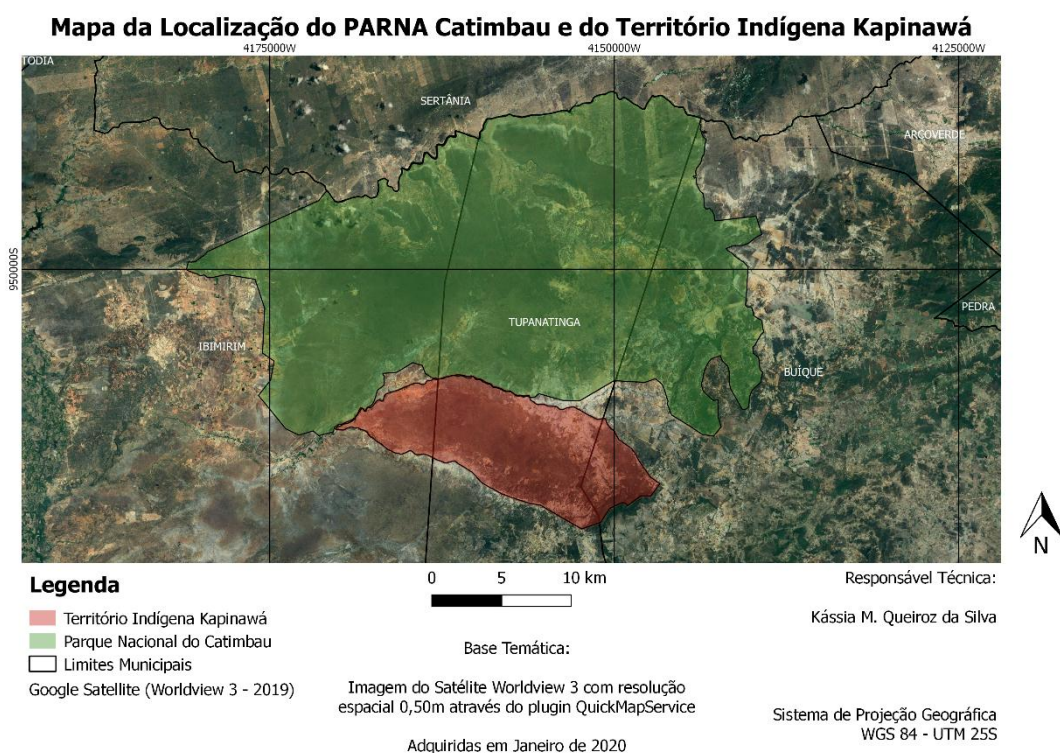 Mapa da Localização do PARNA Catimbau e do Território Indígena Kapinawá
4175000W
4150000W
4125000W
TÓDIA
SERTÂNIA
ARCOVERDE
950000S
PEDRA
TUPANATINGA
IBIMIRIM
BUÍQUE
N
Legenda
Território Indígena Kapinawá
Parque Nacional do Catimbau
Limites Municipais
Google Satellite (Worldview 3 - 2019)
0 5 10 km
Base Temática:
Imagem do Satélite Worldview 3 com resolução
espacial 0,50m através do plugin QuickMapService
Adquiridas em Janeiro de 2020
Responsável Técnica:
Kássia M. Queiroz da Silva
Sistema de Projeção Geográfica
WGS 84 - UTM 25S